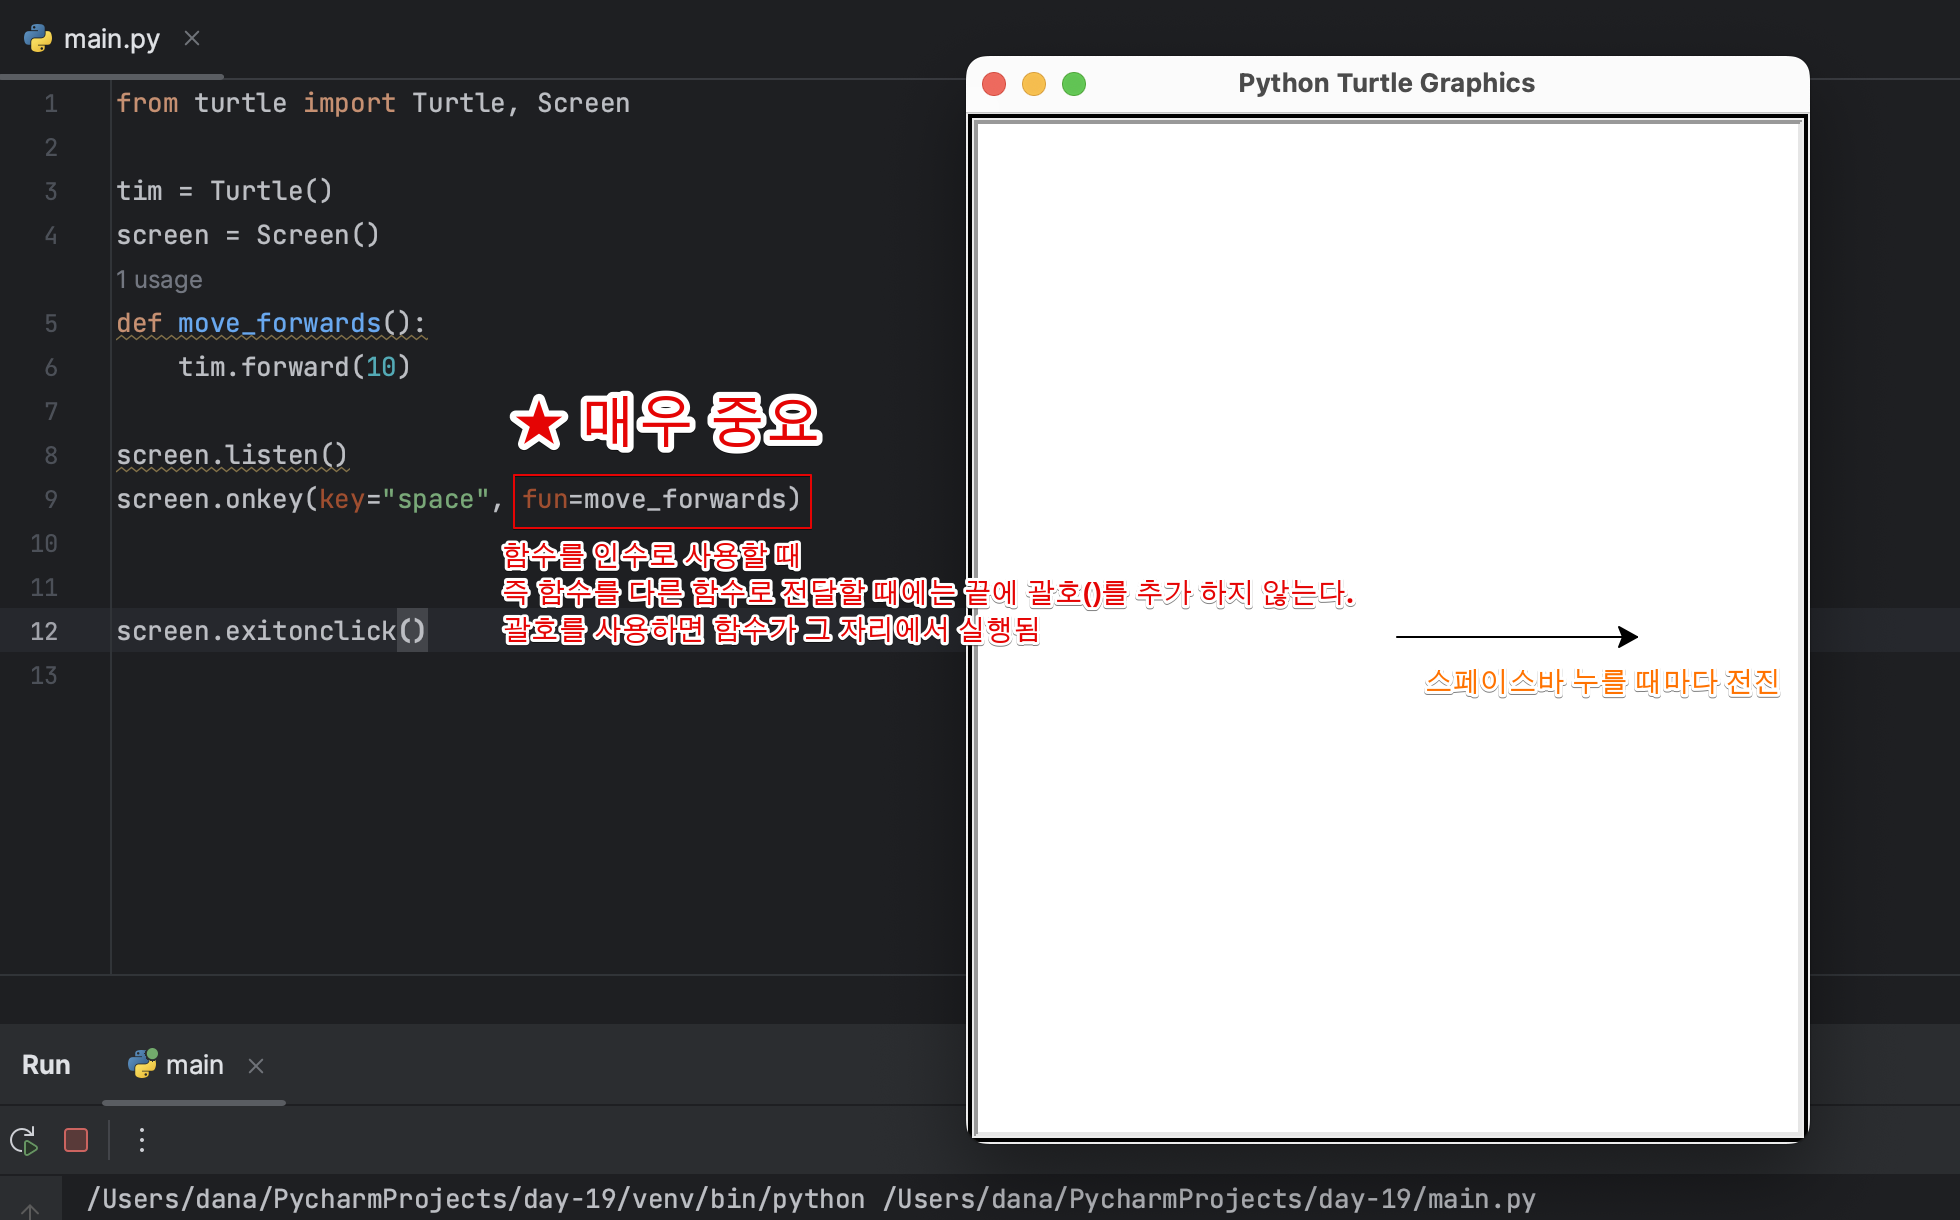 main.py
Python Turtle Graphics
1 from turtle import Turtle, Screen
2
3 tim = Turtle()
4 screen = Screen()
1 usage
5 def move_forwards():
6 tim.forward(10)
7
★ 매우 중요
8 screen.listen()
9 screen.onkey(key="space", fun=move_forwards)
10
함수를 인수로 사용할 때
11
즉 함수를 다른 함수로 전달할 때에는 끝에 괄호()를 추가 하지 않는다.
12 screen.exitonclick()
괄호를 사용하면 함수가 그 자리에서 실행됨
13
스페이스바 누를 때마다 전진
Run main
/Users/dana/PycharmProjects/day-19/venv/bin/python /Users/dana/PycharmProjects/day-19/main.py